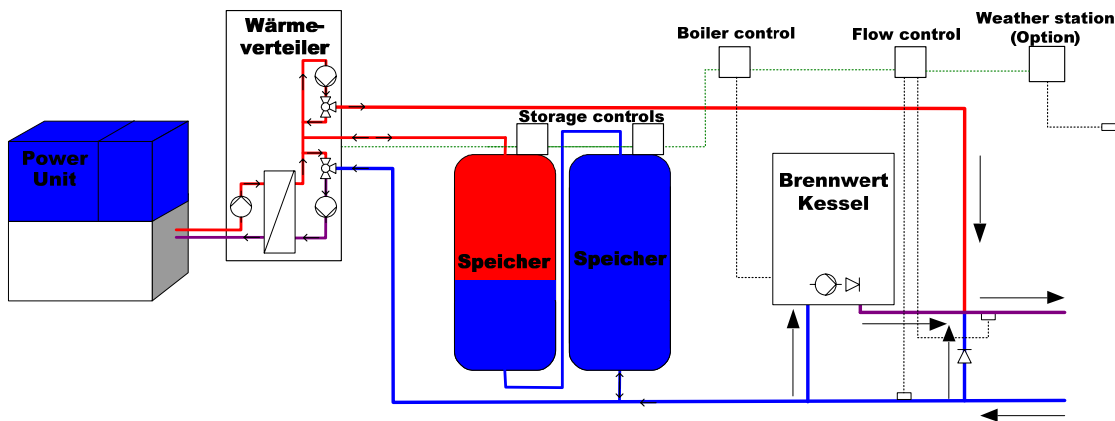 Wärme-
verteiler
Boiler control
Flow control
Weather station
(Option)
Storage controls
Power
Unit
Brennwert
Kessel
Speicher
Speicher